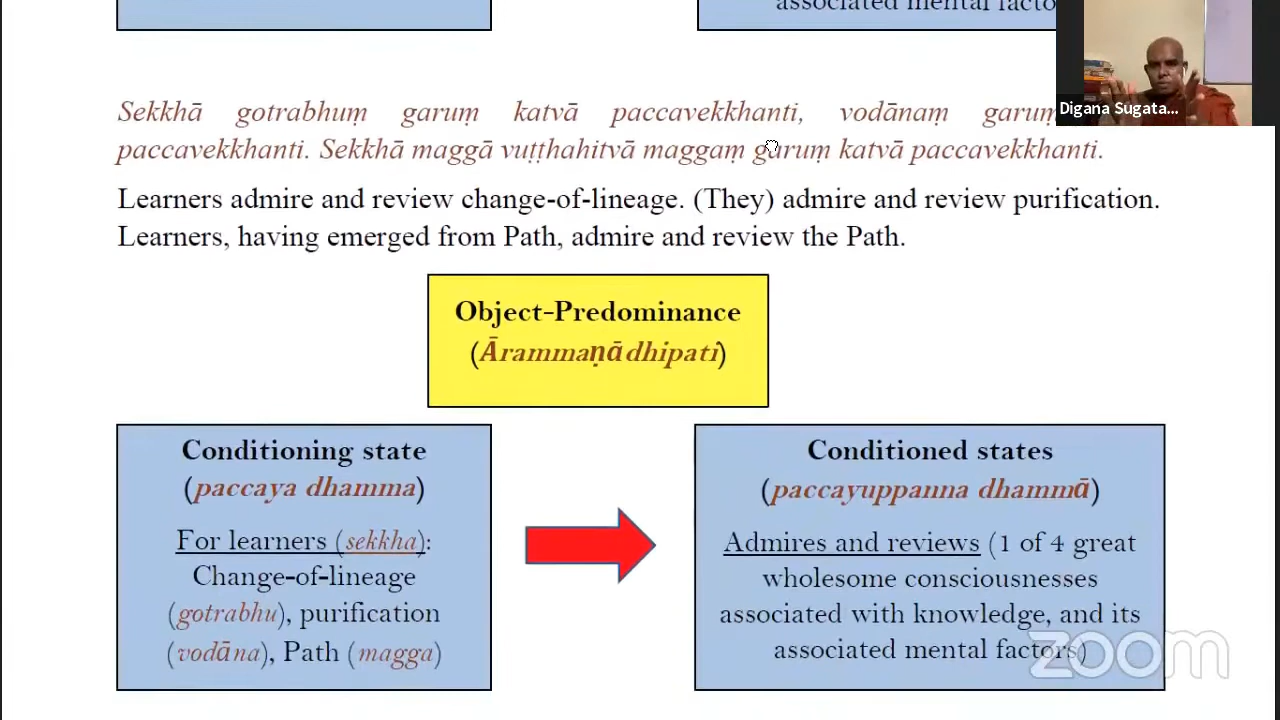 associated mental
Digana Sugata...
Sekkhā gotrabhuṃ garuṃ katvā paccavekkhanti, vodānaṃ
paccavekkhanti. Sekkhā maggā vuṭṭhahitvā maggaṃ garuṃ katvā paccavekkhanti.
Learners admire and review change-of-lineage. (They) admire and review purification.
Learners, having emerged from Path, admire and review the Path.
Object-Predominance
(Ārammaṇādhipati)
Conditioning state
(paccaya dhamma)
For learners (sekkha):
Change-of-lineage
(gotrabhu), purification
(vodāna), Path (magga)
Conditioned states
(paccayuppanna dhammā)
Admires and reviews (1 of 4 great
wholesome consciousnesses
associated with knowledge, and its
associated mental factors)
zoom